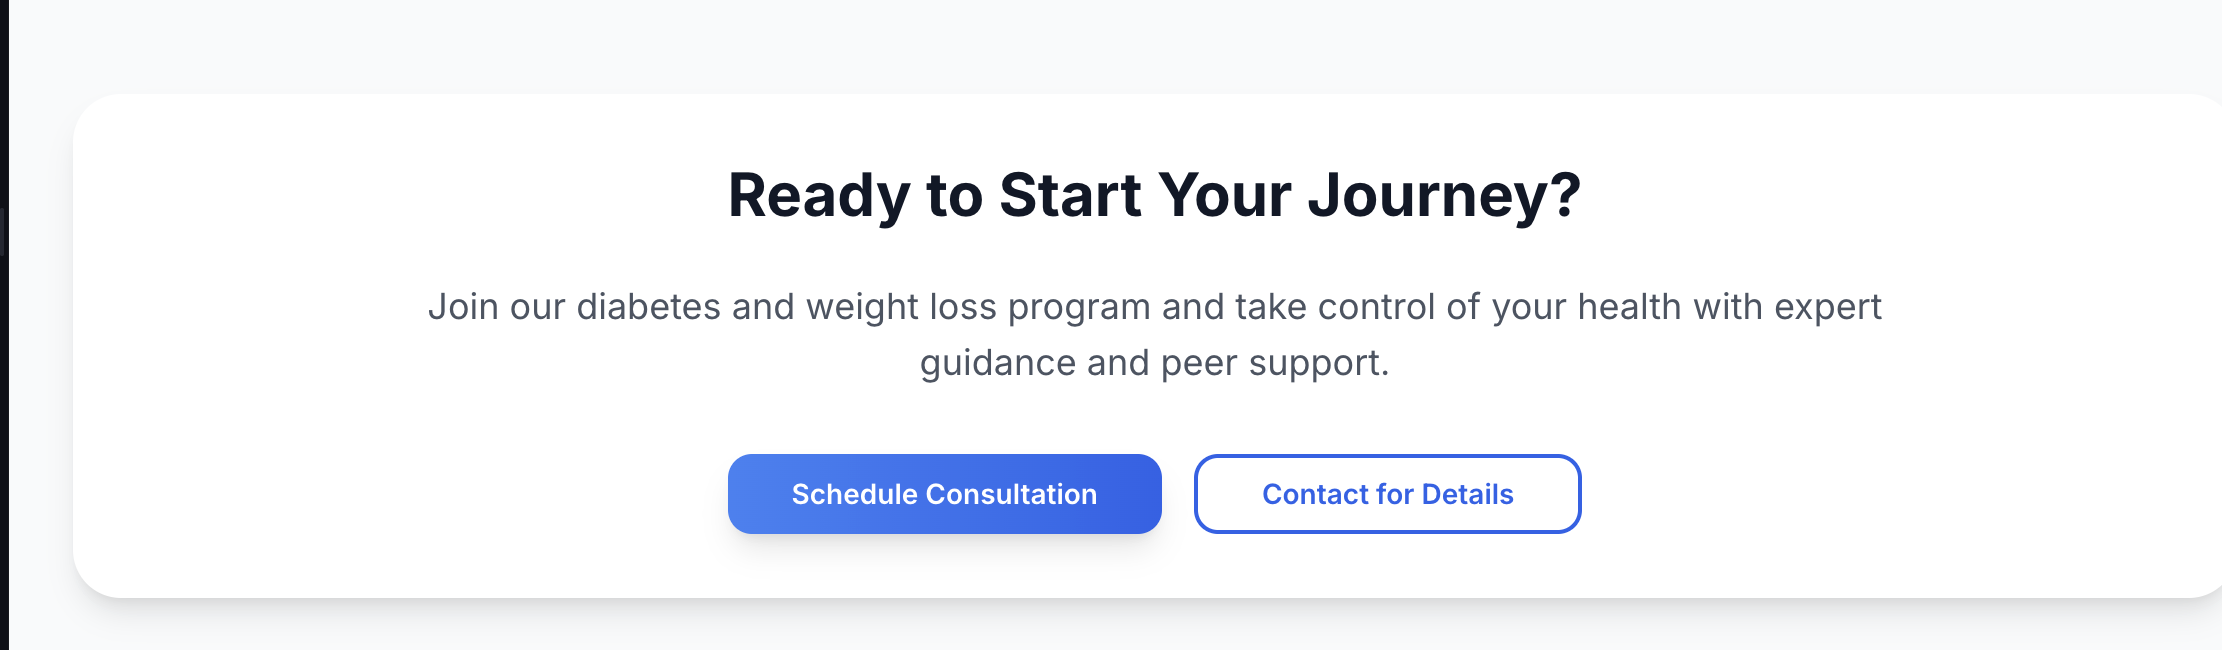 Ready to Start Your Journey?
Join our diabetes and weight loss program and take control of your health with expert
guidance and peer support.
Schedule Consultation
Contact for Details